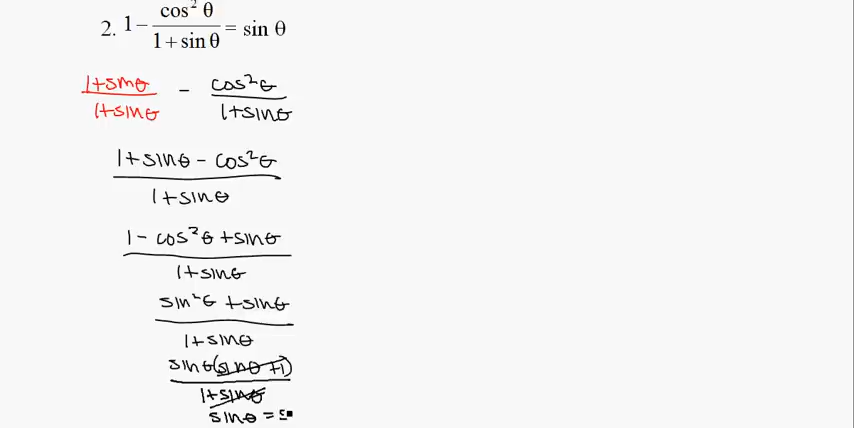 2. 1 − cos² θ / 1 + sin θ = sin θ
1+sinθ / 1+sinθ − cos²θ / 1+sinθ
1+sinθ − cos²θ / 1+sinθ
1 − cos²θ + sinθ / 1+sinθ
sin²θ + sinθ / 1+sinθ
sinθ(sinθ+1) / 1+sinθ
sinθ =